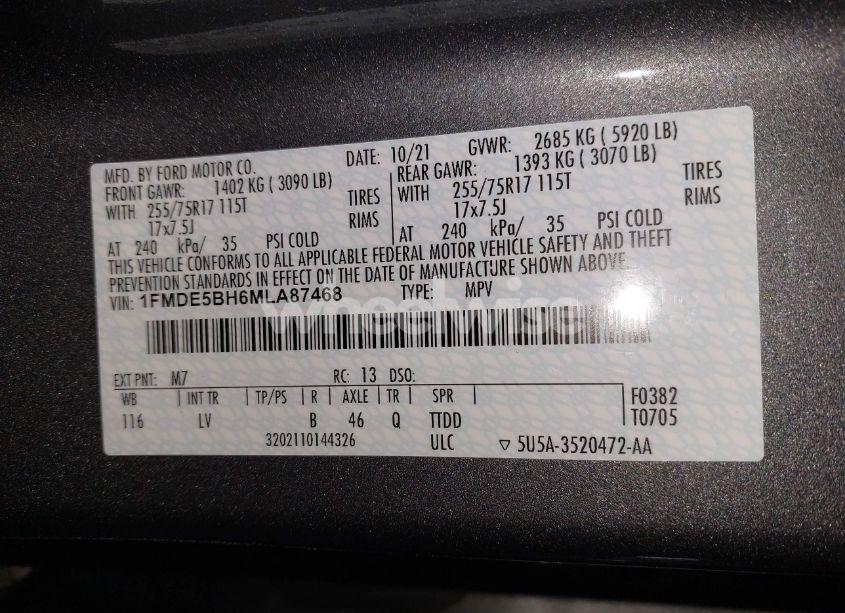 MFD. BY FORD MOTOR CO. DATE: 10/21 GVWR: 2685 KG ( 5920 LB)
FRONT GAWR: 1402 KG ( 3090 LB) REAR GAWR: 1393 KG ( 3070 LB)
WITH 255/75R17 115T TIRES WITH 255/75R17 115T TIRES
17x7.5J RIMS 17x7.5J RIMS
AT 240 kPa/ 35 PSI COLD AT 240 kPa/ 35 PSI COLD
THIS VEHICLE CONFORMS TO ALL APPLICABLE FEDERAL MOTOR VEHICLE SAFETY AND THEFT
PREVENTION STANDARDS IN EFFECT ON THE DATE OF MANUFACTURE SHOWN ABOVE.
VIN: 1FMDE5BH6MLA87468 TYPE: MPV
wheelwise
EXT PNT: M7 RC: 13 DSO:
WB INT TR TP/PS R AXLE TR SPR F0382
116 LV B 46 Q TTDD T0705
3202110144326 ULC ▽ 5U5A-3520472-AA